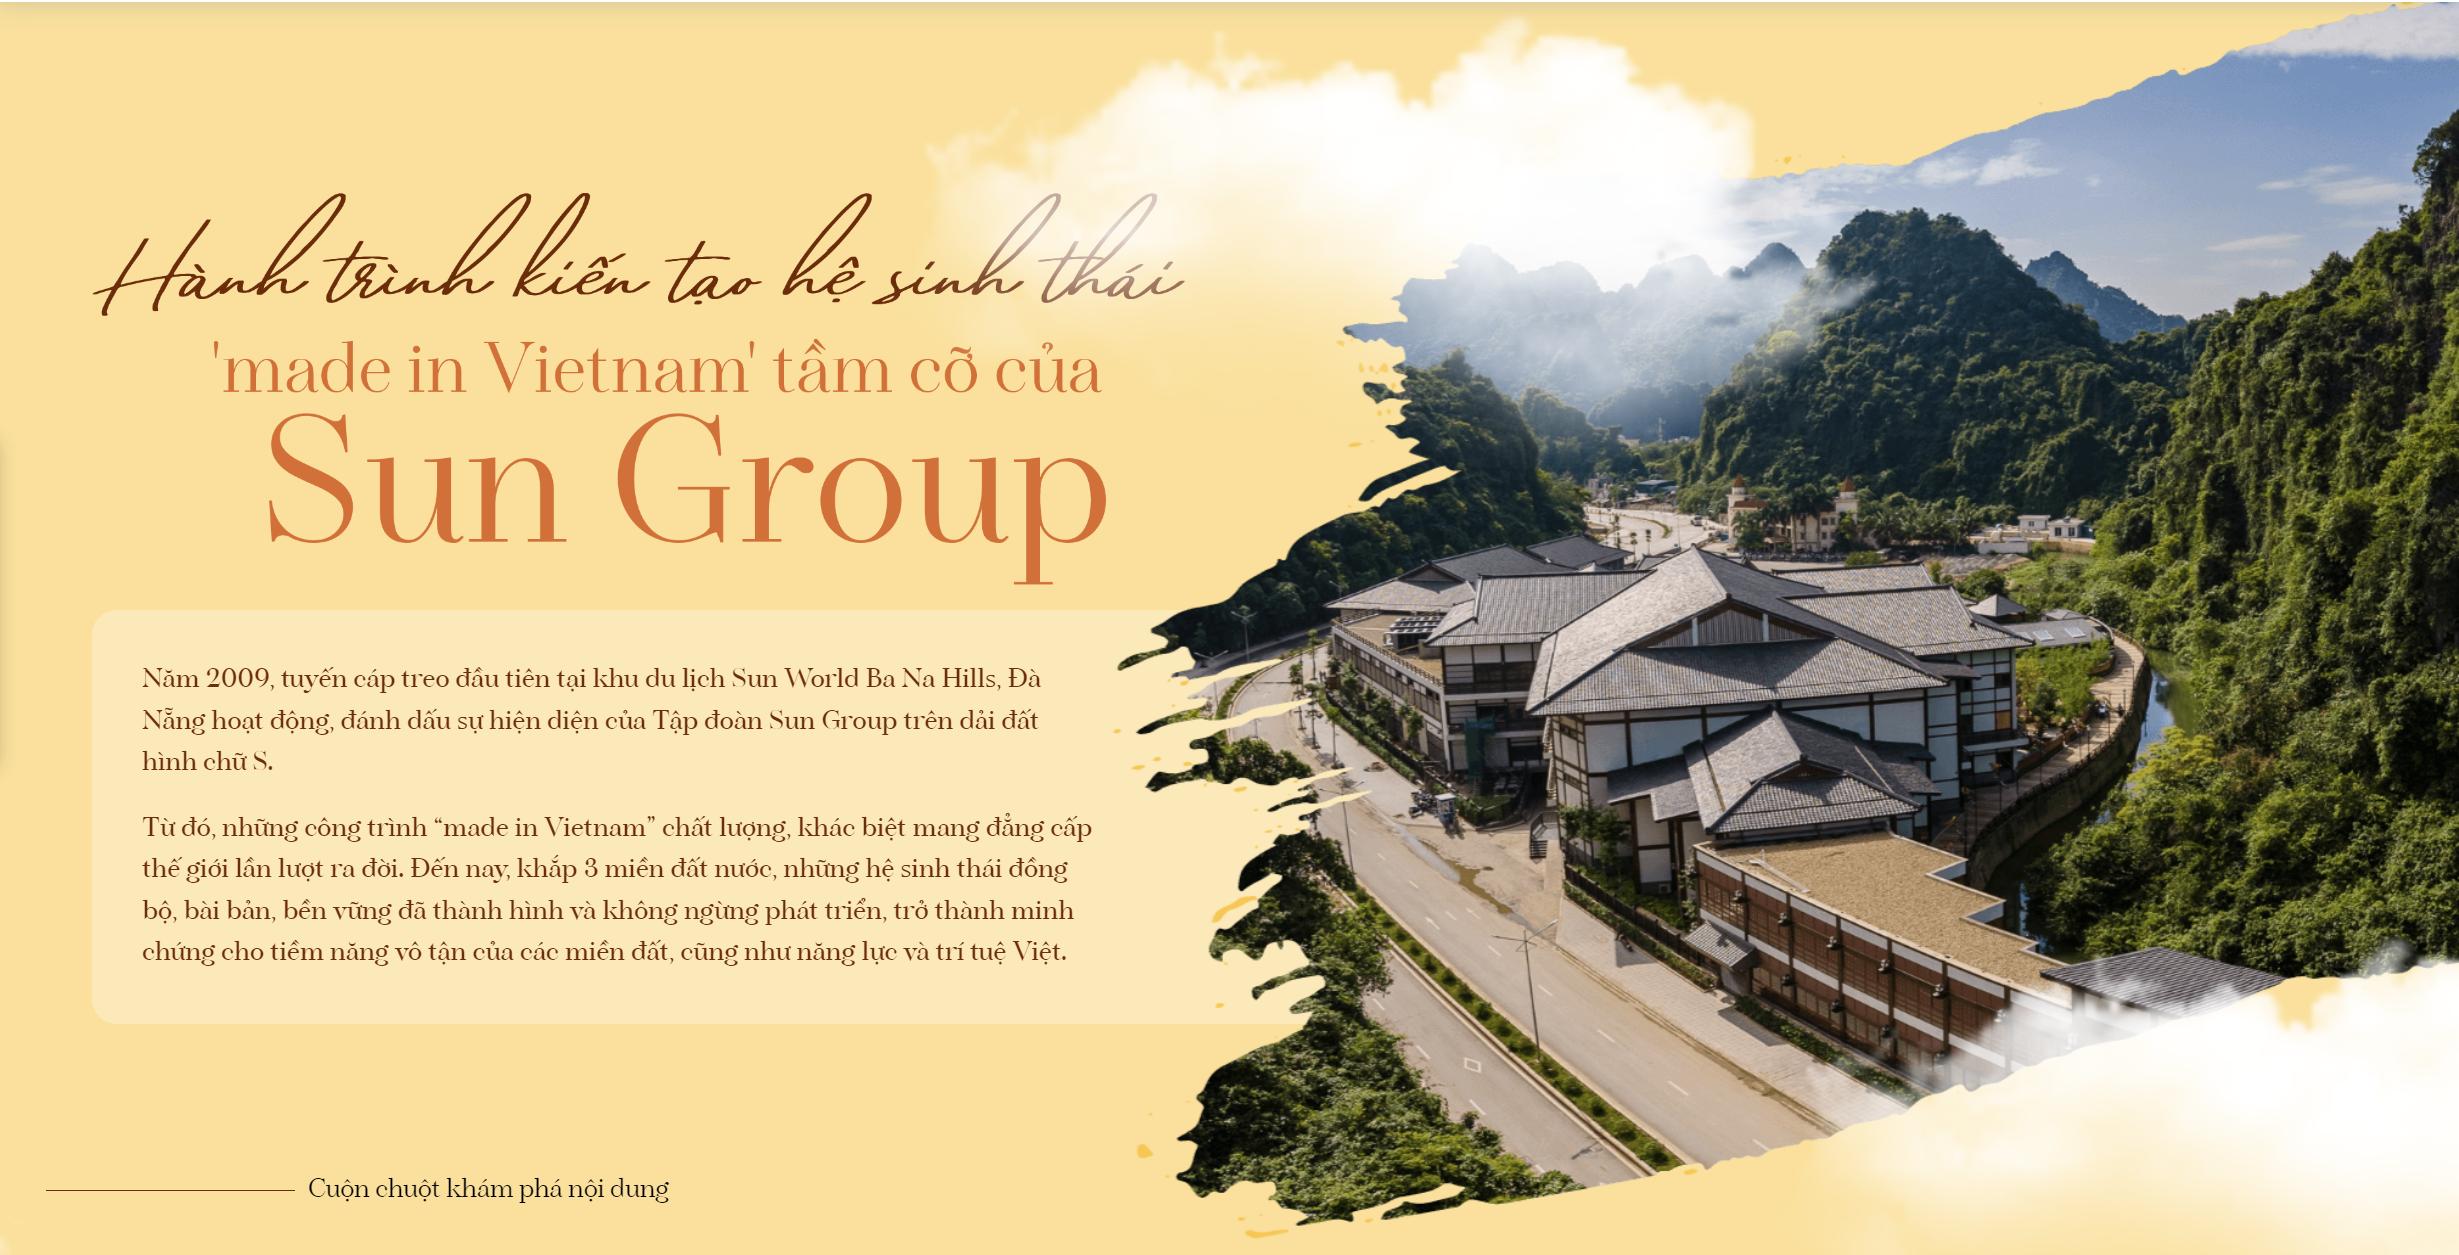 Hành trình kiến tạo hệ sinh thái
'made in Vietnam' tầm cỡ của
Sun Group
Năm 2009, tuyến cáp treo đầu tiên tại khu du lịch Sun World Ba Na Hills, Đà
Nẵng hoạt động, đánh dấu sự hiện diện của Tập đoàn Sun Group trên dải đất
hình chữ S.
Từ đó, những công trình “made in Vietnam” chất lượng, khác biệt mang đẳng cấp
thế giới lần lượt ra đời. Đến nay, khắp 3 miền đất nước, những hệ sinh thái đồng
bộ, bài bản, bền vững đã thành hình và không ngừng phát triển, trở thành minh
chứng cho tiềm năng vô tận của các miền đất, cũng như năng lực và trí tuệ Việt.
Cuộn chuột khám phá nội dung